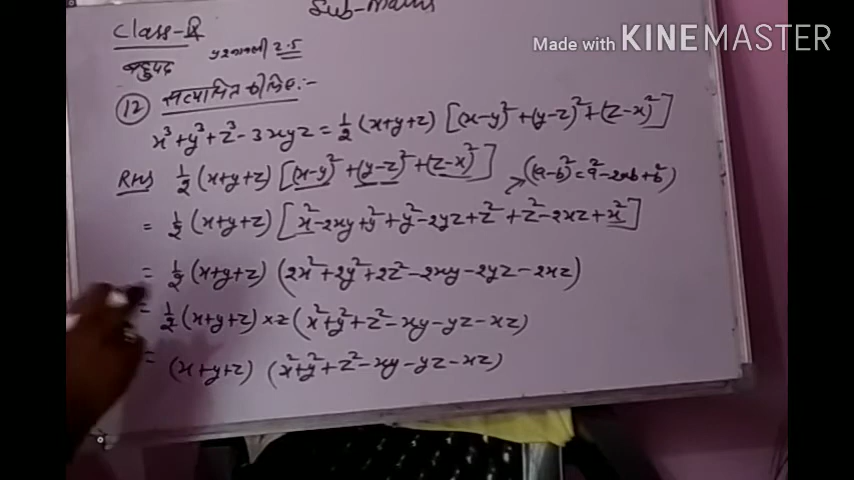 Sub-Maths
Made with KINEMASTER
Class-9
बहुपद प्रश्नावली 2.5
(12) सत्यापित कीजिए:-
x³+y³+z³-3xyz = 1/2 (x+y+z) [(x-y)²+(y-z)²+(z-x)²]
RHS 1/2 (x+y+z) [(x-y)²+(y-z)²+(z-x)²] → (a-b)²=a²-2ab+b²)
= 1/2 (x+y+z) [x²-2xy+y²+y²-2yz+z²+z²-2xz+x²]
= 1/2 (x+y+z) (2x²+2y²+2z²-2xy-2yz-2xz)
= 1/2 (x+y+z) ×2 (x²+y²+z²-xy-yz-xz)
= (x+y+z) (x²+y²+z²-xy-yz-xz)